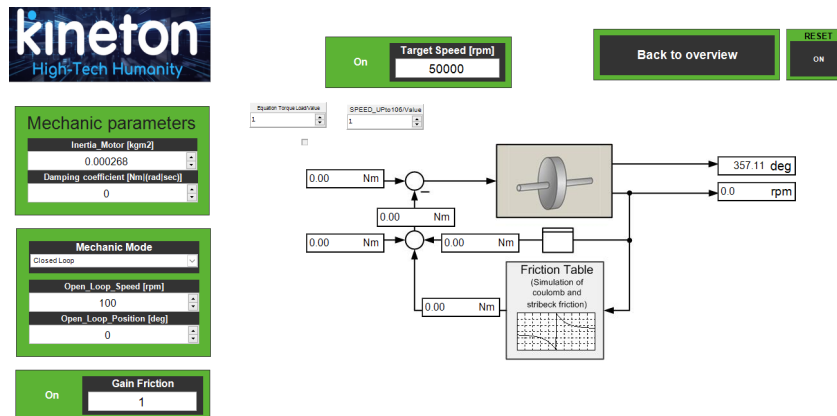 kineton
High-Tech Humanity
On
Target Speed [rpm]
50000
Back to overview
RESET
ON
Equation Torque Load/Value
1
SPEED_UPto106/Value
1
Mechanic parameters
Inertia_Motor [kgm2]
0.000268
Damping coefficient [Nm|(rad|sec)]
0
0.00 Nm
357.11 deg
0.0 rpm
0.00 Nm
0.00 Nm
0.00 Nm
Mechanic Mode
Closed Loop
Open_Loop_Speed [rpm]
100
Open_Loop_Position [deg]
0
Friction Table
(Simulation of
coulomb and
stribeck friction)
0.00 Nm
On
Gain Friction
1